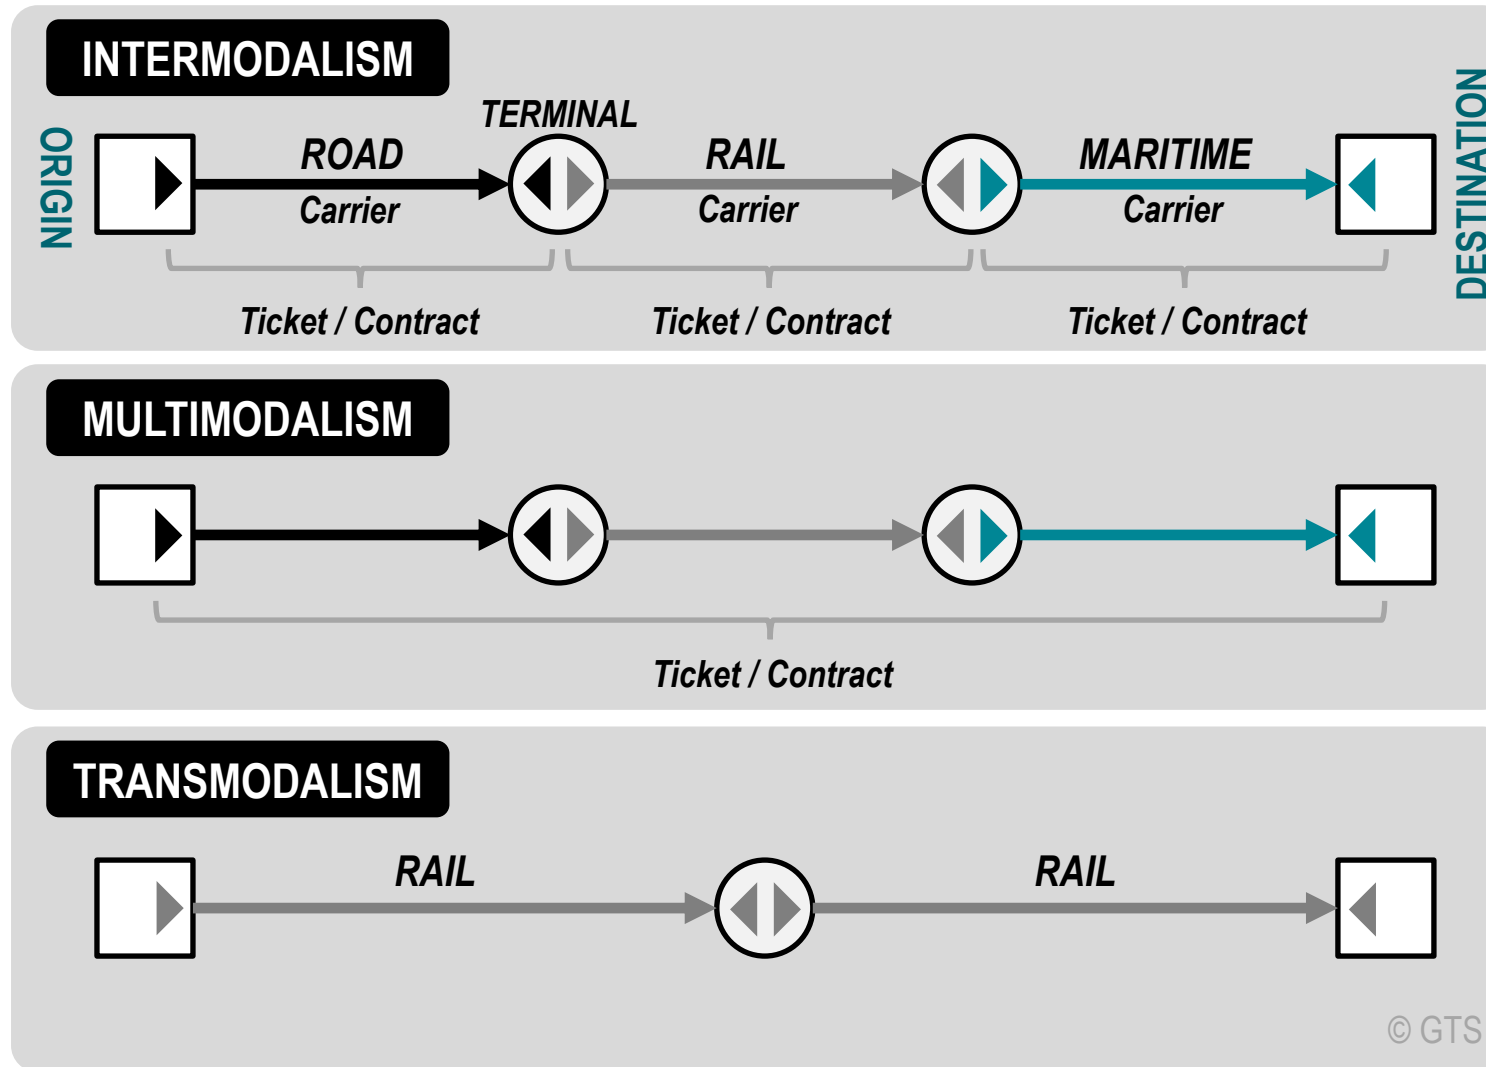 INTERMODALISM
ORIGIN
TERMINAL
ROAD
Carrier
RAIL
Carrier
MARITIME
Carrier
DESTINATION
Ticket / Contract
Ticket / Contract
Ticket / Contract
MULTIMODALISM
Ticket / Contract
TRANSMODALISM
RAIL
RAIL
© GTS